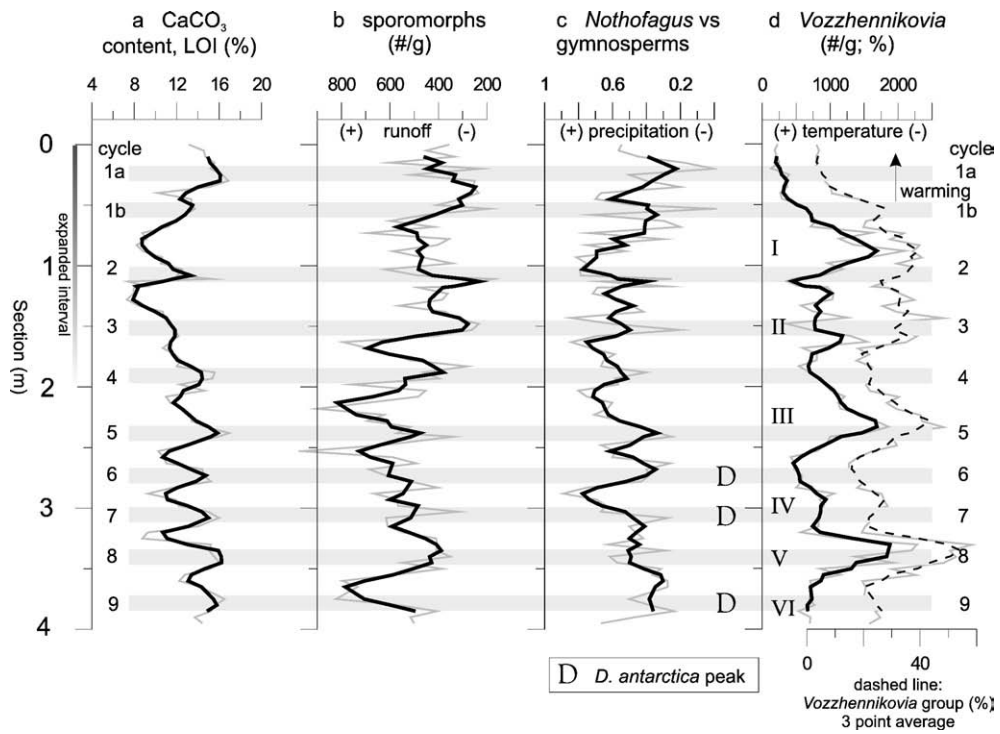 a CaCO3
content, LOI (%)
4 8 12 16 20
b sporomorphs
(#/g)
800 600 400 200
(+) runoff (-)
c Nothofagus vs
gymnosperms
1 0.6 0.2
(+) precipitation (-)
d Vozzhennikovia
(#/g; %)
0 1000 2000
(+) temperature (-)
warming
Section (m)
expanded interval
0
1
2
3
4
cycle
1a
1b
2
3
4
5
6
7
8
9
D
D
D
I
II
III
IV
V
VI
cycle
1a
1b
2
3
4
5
6
7
8
9
D D. antarctica peak
0 40
dashed line:
Vozzhennikovia group (%)
3 point average